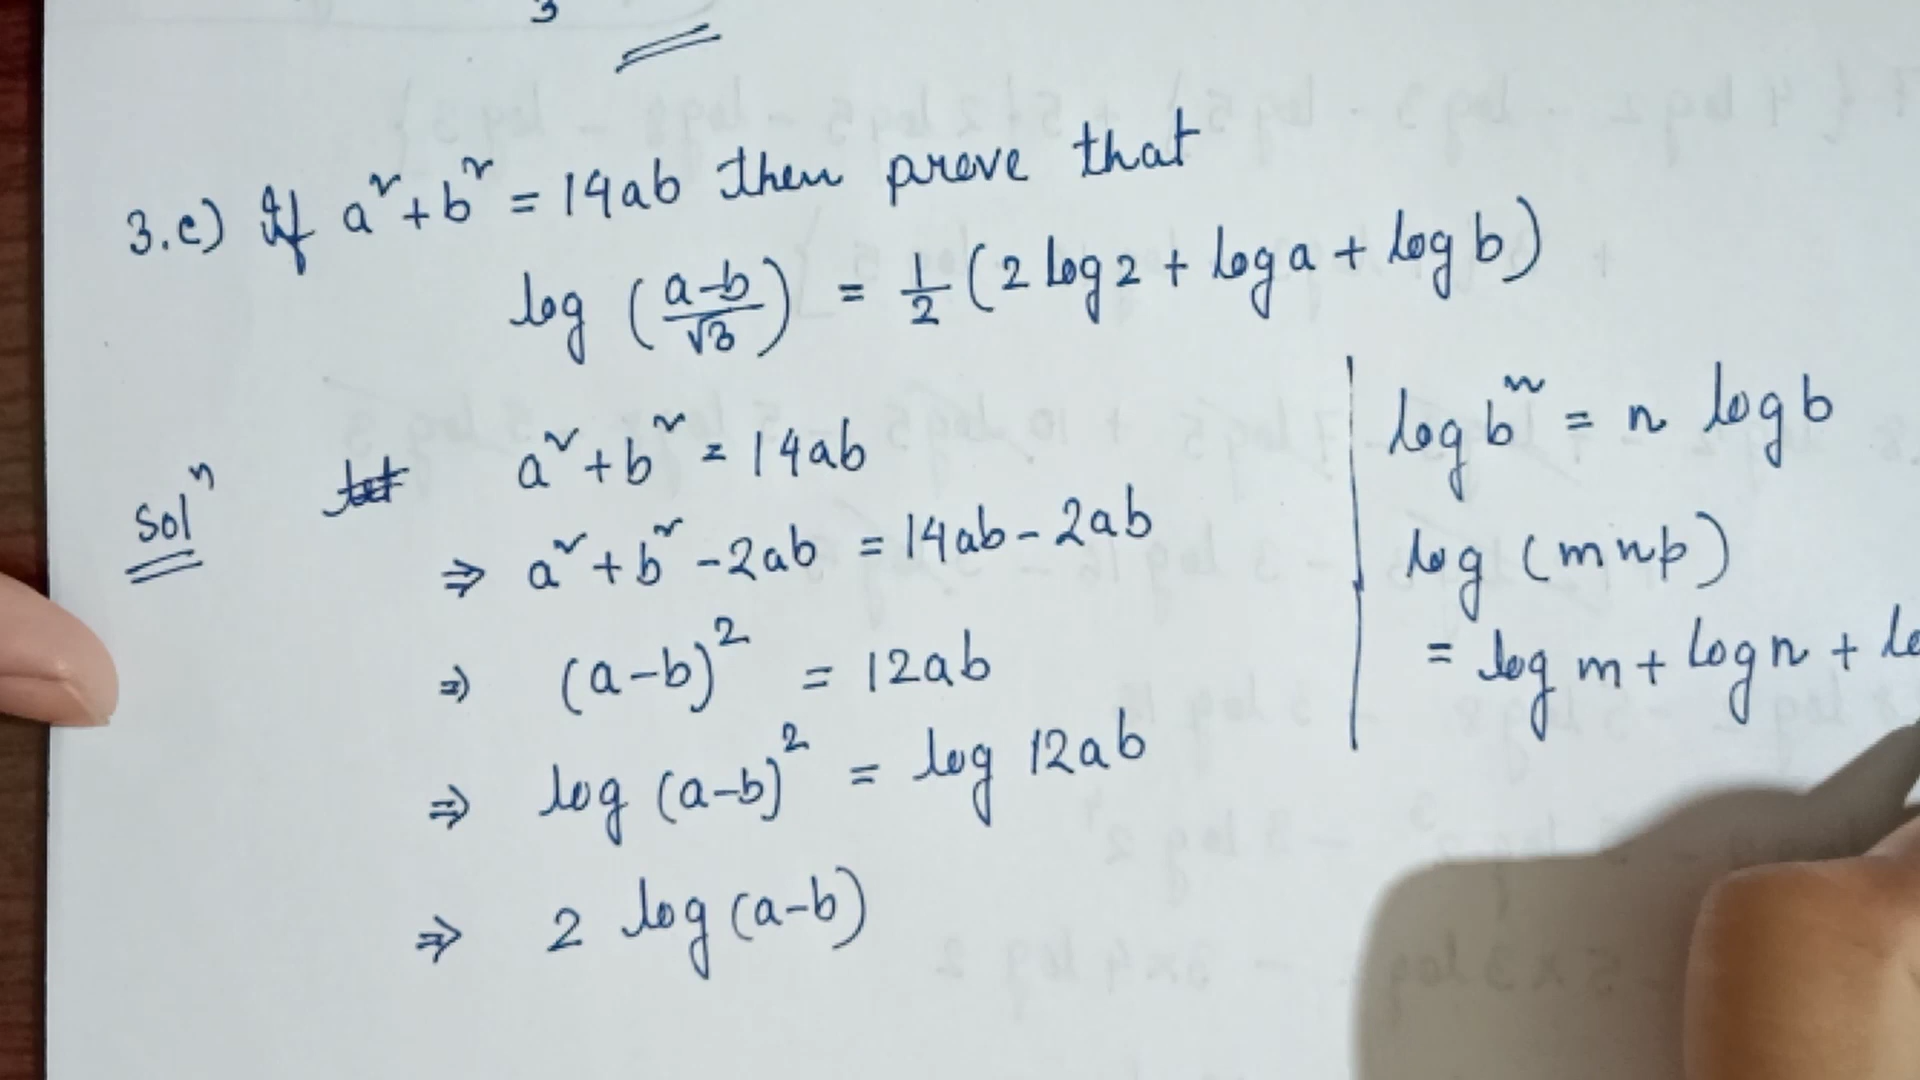 3
3.c) If a² + b² = 14ab then prove that
log (a-b/√3) = 1/2 (2 log 2 + log a + log b)
Solⁿ a² + b² = 14ab
⇒ a² + b² - 2ab = 14ab - 2ab
⇒ (a-b)² = 12ab
⇒ log (a-b)² = log 12ab
⇒ 2 log (a-b)
log bⁿ = n log b
log (mnp)
= log m + log n + lo